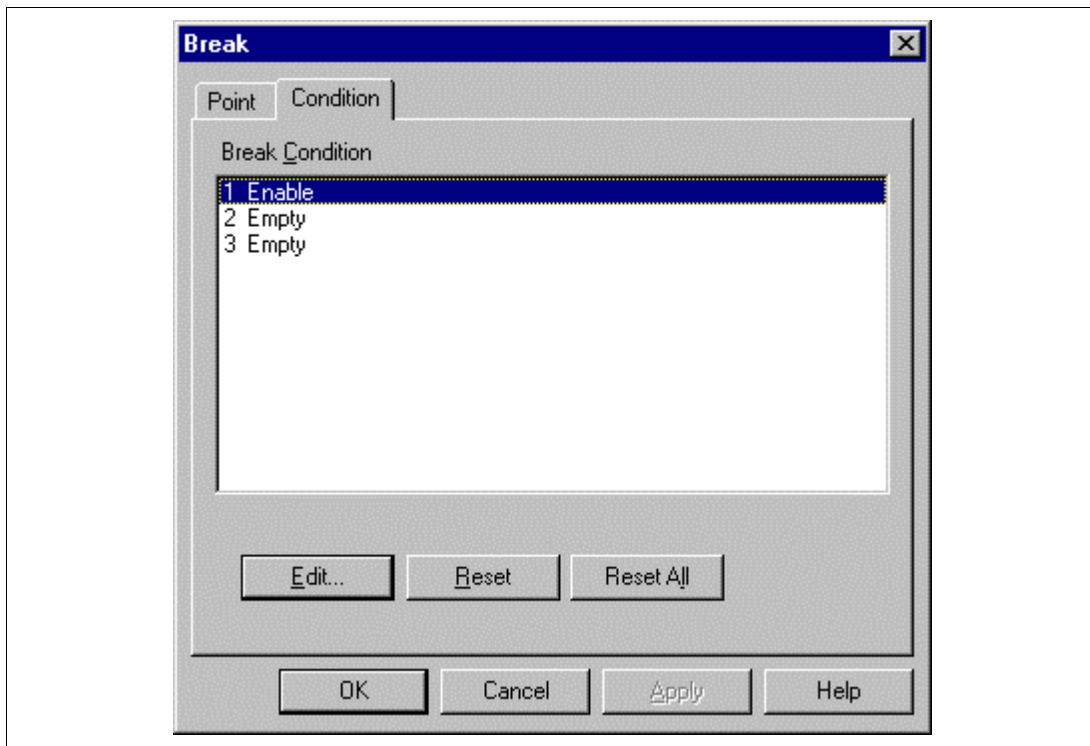 Break
Point Condition
Break Condition
1 Enable
2 Empty
3 Empty
Edit... Reset Reset All
OK Cancel Apply Help